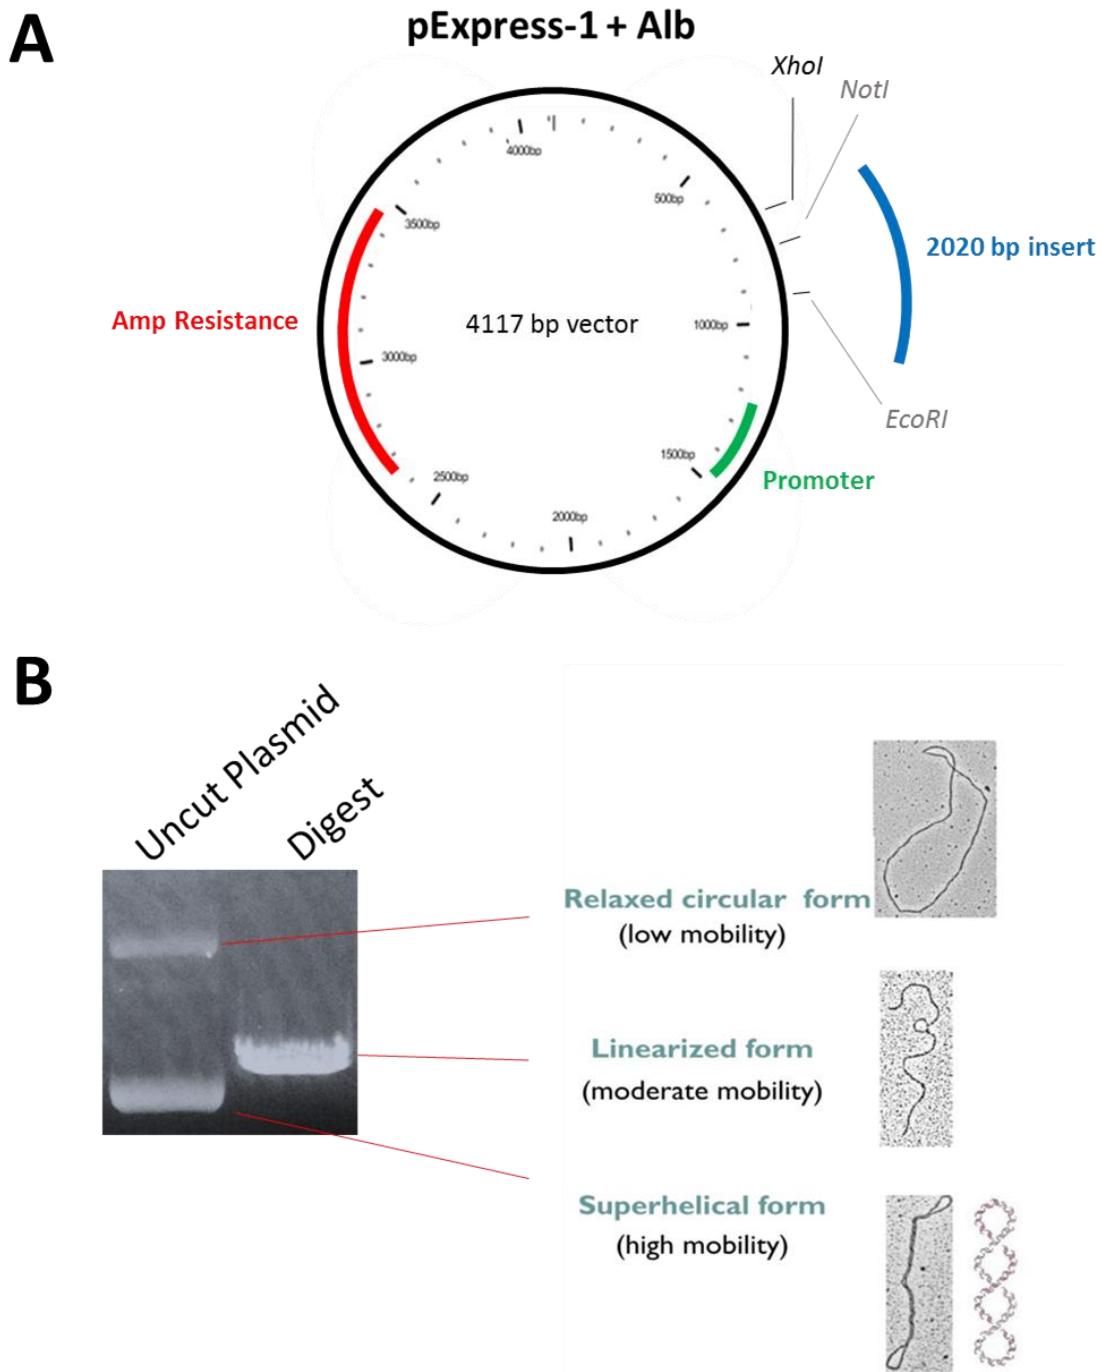 A
pExpress-1 + Alb
XhoI
NotI
4000bp
500bp
3500bp
2020 bp insert
Amp Resistance
4117 bp vector
1000bp
3000bp
EcoRI
1500bp
2500bp
Promoter
2000bp
B
Uncut Plasmid
Digest
Relaxed circular form
(low mobility)
Linearized form
(moderate mobility)
Superhelical form
(high mobility)